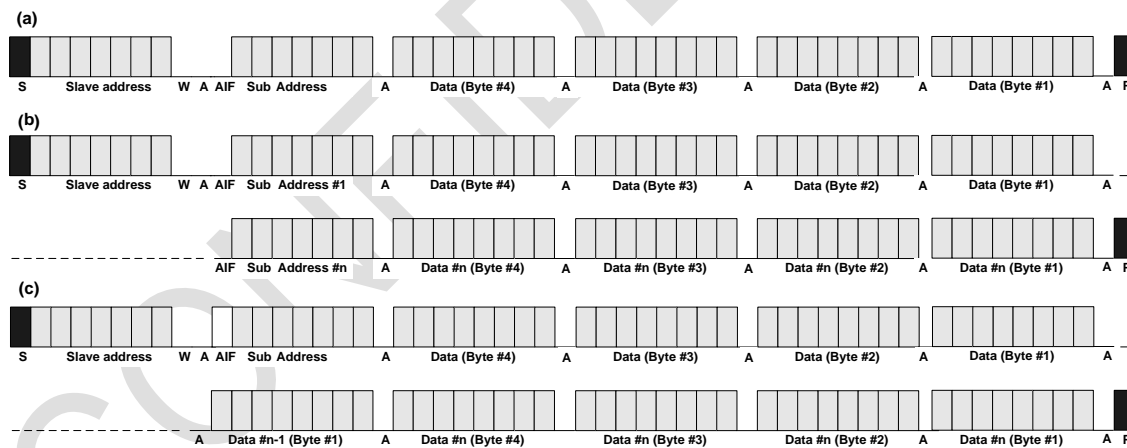 (a)
S Slave address W A AIF Sub Address A Data (Byte #4) A Data (Byte #3) A Data (Byte #2) A Data (Byte #1) A P
(b)
S Slave address W A AIF Sub Address #1 A Data (Byte #4) A Data (Byte #3) A Data (Byte #2) A Data (Byte #1) A
AIF Sub Address #n A Data #n (Byte #4) A Data #n (Byte #3) A Data #n (Byte #2) A Data #n (Byte #1) A P
(c)
S Slave address W A AIF Sub Address A Data (Byte #4) A Data (Byte #3) A Data (Byte #2) A Data (Byte #1) A
A Data #n-1 (Byte #1) A Data #n (Byte #4) A Data #n (Byte #3) A Data #n (Byte #2) A Data #n (Byte #1) A P